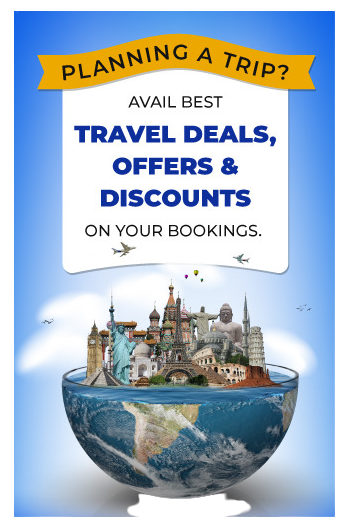 PLANNING A TRIP?
AVAIL BEST
TRAVEL DEALS,
OFFERS &
DISCOUNTS
ON YOUR BOOKINGS.